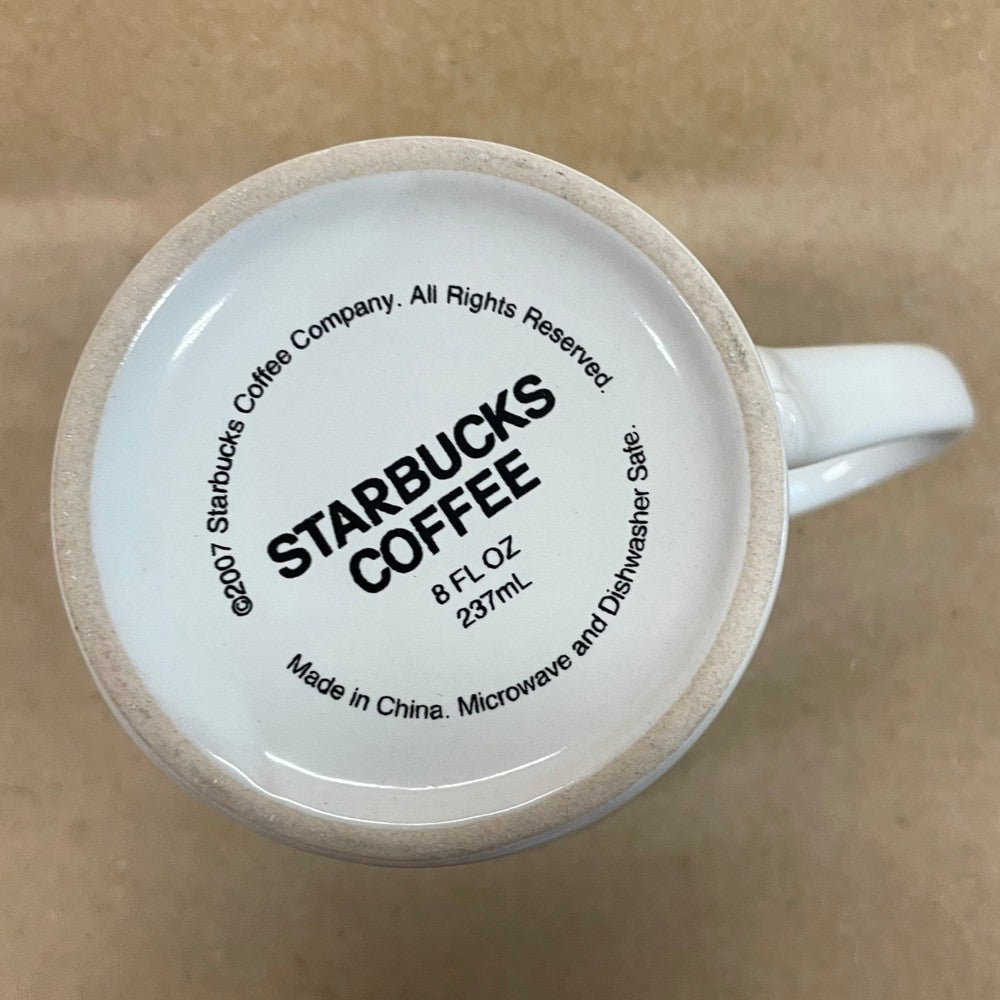 ©2007 Starbucks Coffee Company. All Rights Reserved.
STARBUCKS
COFFEE
8 FL OZ
237mL
Made in China. Microwave and Dishwasher Safe.